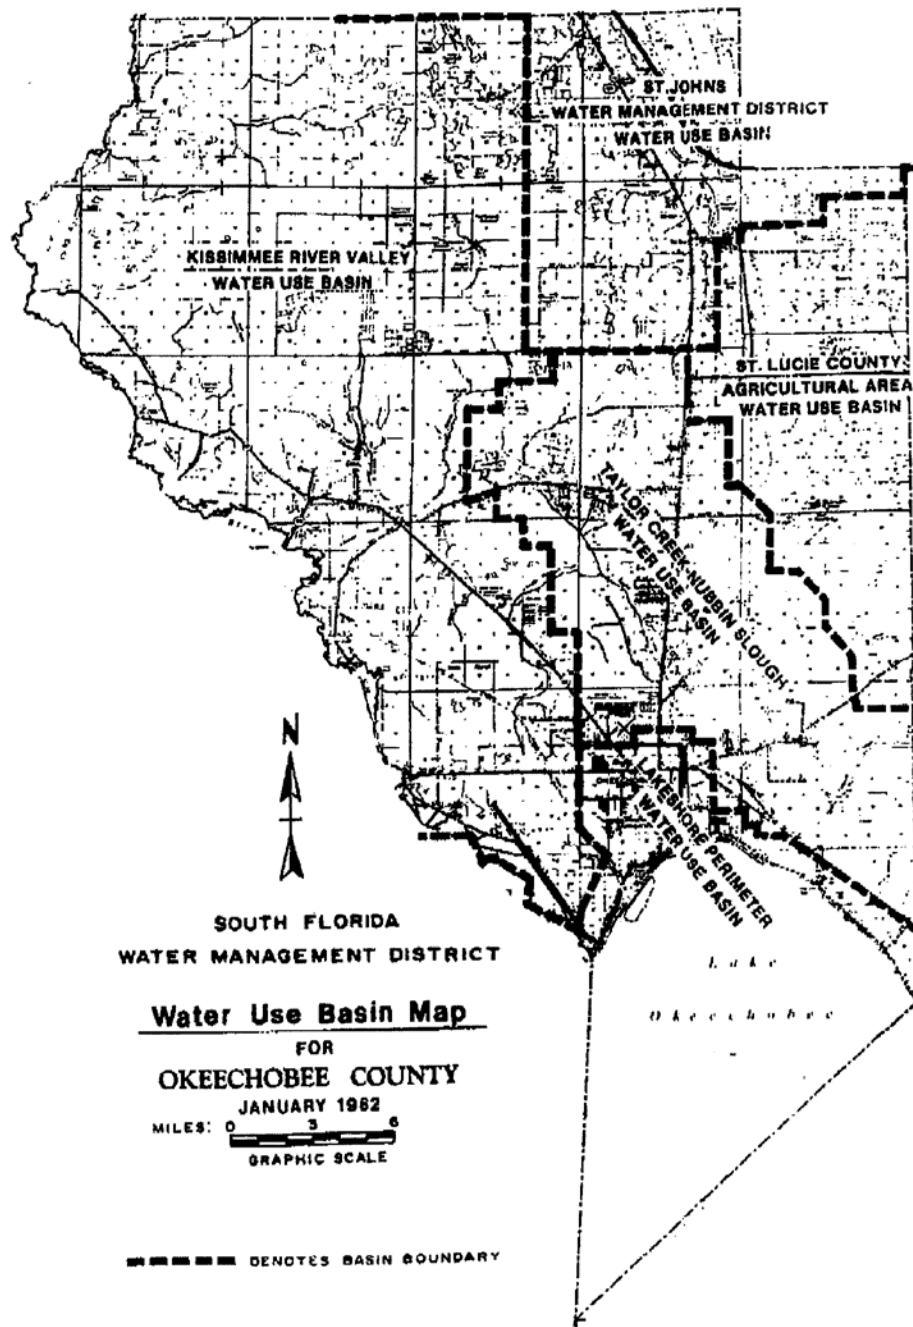 ST. JOHNS
WATER MANAGEMENT DISTRICT
WATER USE BASIN
KISSIMMEE RIVER VALLEY
WATER USE BASIN
ST. LUCIE COUNTY
AGRICULTURAL AREA
WATER USE BASIN
TAYLOR CREEK-NUBBIN SLOUGH
WATER USE BASIN
LAKESHORE PERIMETER
WATER USE BASIN
N
SOUTH FLORIDA
WATER MANAGEMENT DISTRICT
Lake
Okeechobee
Water Use Basin Map
FOR
OKEECHOBEE COUNTY
JANUARY 1982
MILES: 0 3 6
GRAPHIC SCALE
DENOTES BASIN BOUNDARY